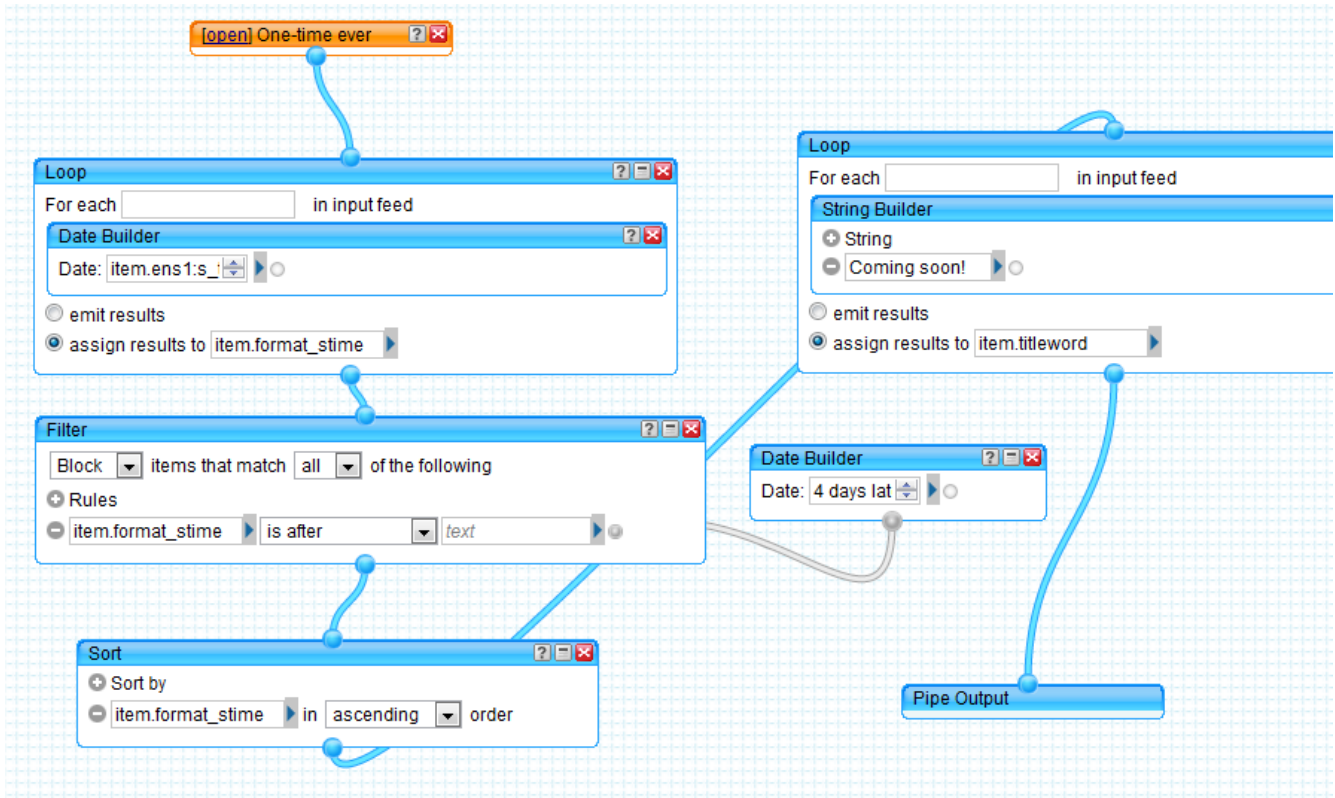 [open] One-time ever
Loop
For each in input feed
Date Builder
Date: item.ens1:s_
emit results
assign results to item.format_stime
Filter
Block items that match all of the following
Rules
item.format_stime is after text
Sort
Sort by
item.format_stime in ascending order
Loop
For each in input feed
String Builder
String
Coming soon!
emit results
assign results to item.titleword
Date Builder
Date: 4 days lat
Pipe Output